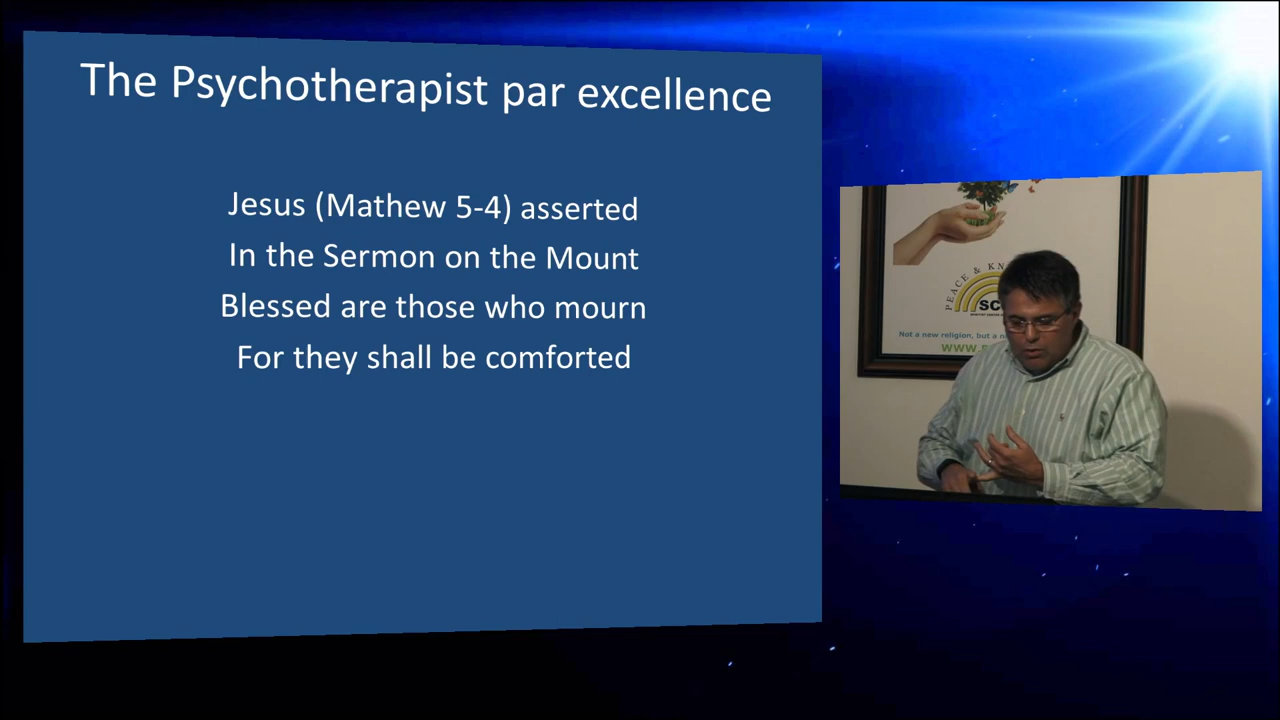 The Psychotherapist par excellence
Jesus (Mathew 5-4) asserted
In the Sermon on the Mount
Blessed are those who mourn
For they shall be comforted
PEACE & KN
SC
Not a new religion, but a n
www.